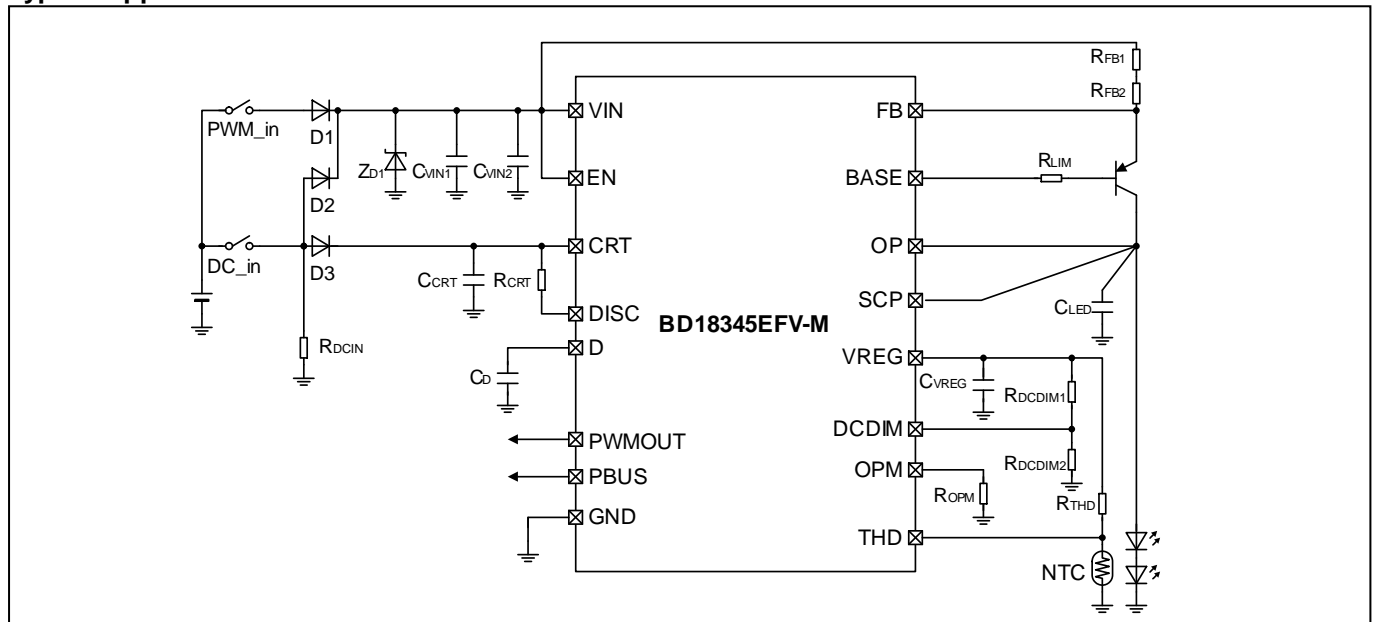 RFB1
RFB2
PWM_in
D1
D2
DC_in
D3
ZD1
CVIN1
CVIN2
CCRT
RCRT
RDCIN
CD
VIN
EN
CRT
DISC
D
PWMOUT
PBUS
GND
BD18345EFV-M
FB
BASE
OP
SCP
VREG
DCDIM
OPM
THD
RLIM
CLED
CVREG
RDCDIM1
RDCDIM2
ROPM
RTHD
NTC